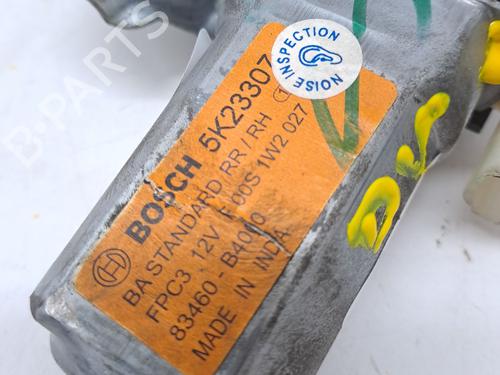 NOISE INSPECTION
BOSCH 5K23307
BA STANDARD RR / RH
FPC3 12V 00S 1W2 027
83460 - B4000
MADE IN INDIA
B-Parts